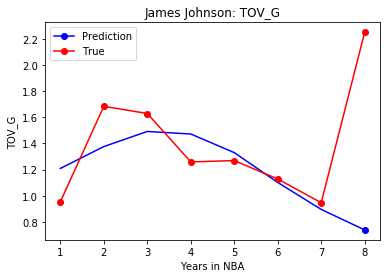 James Johnson: TOV_G
Prediction
True
TOV_G
2.2
2.0
1.8
1.6
1.4
1.2
1.0
0.8
1 2 3 4 5 6 7 8
Years in NBA